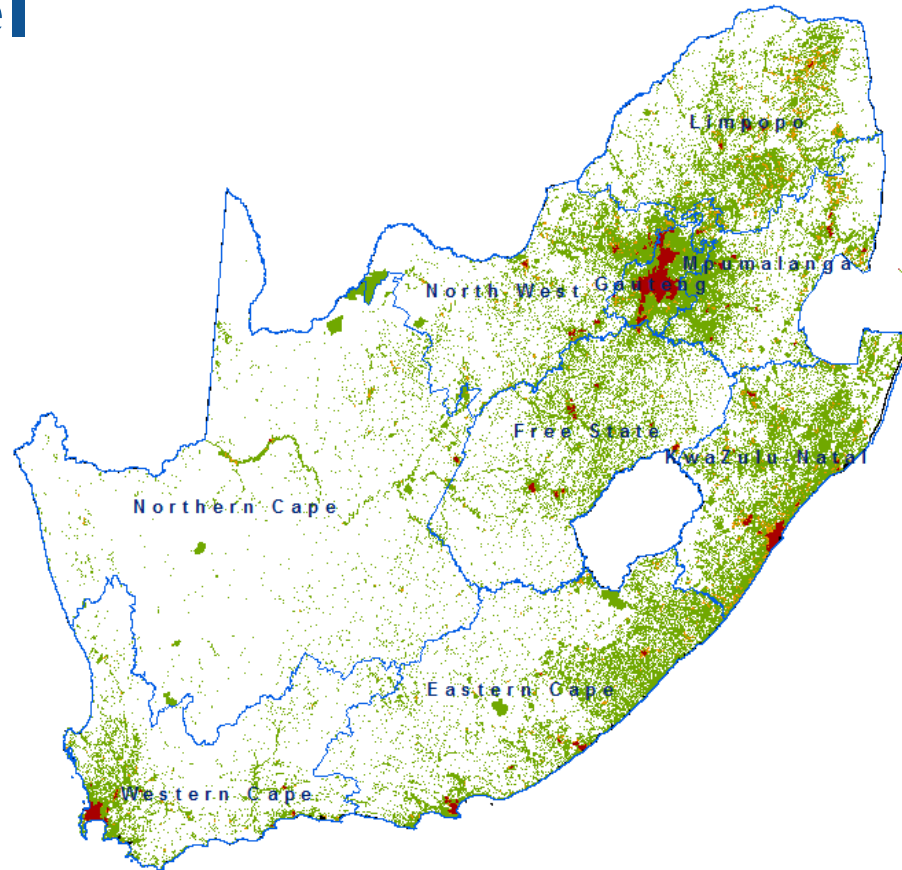 Limpopo
Mpumalanga
North West
Gauteng
Free State
KwaZulu Natal
Northern Cape
Eastern Cape
Western Cape